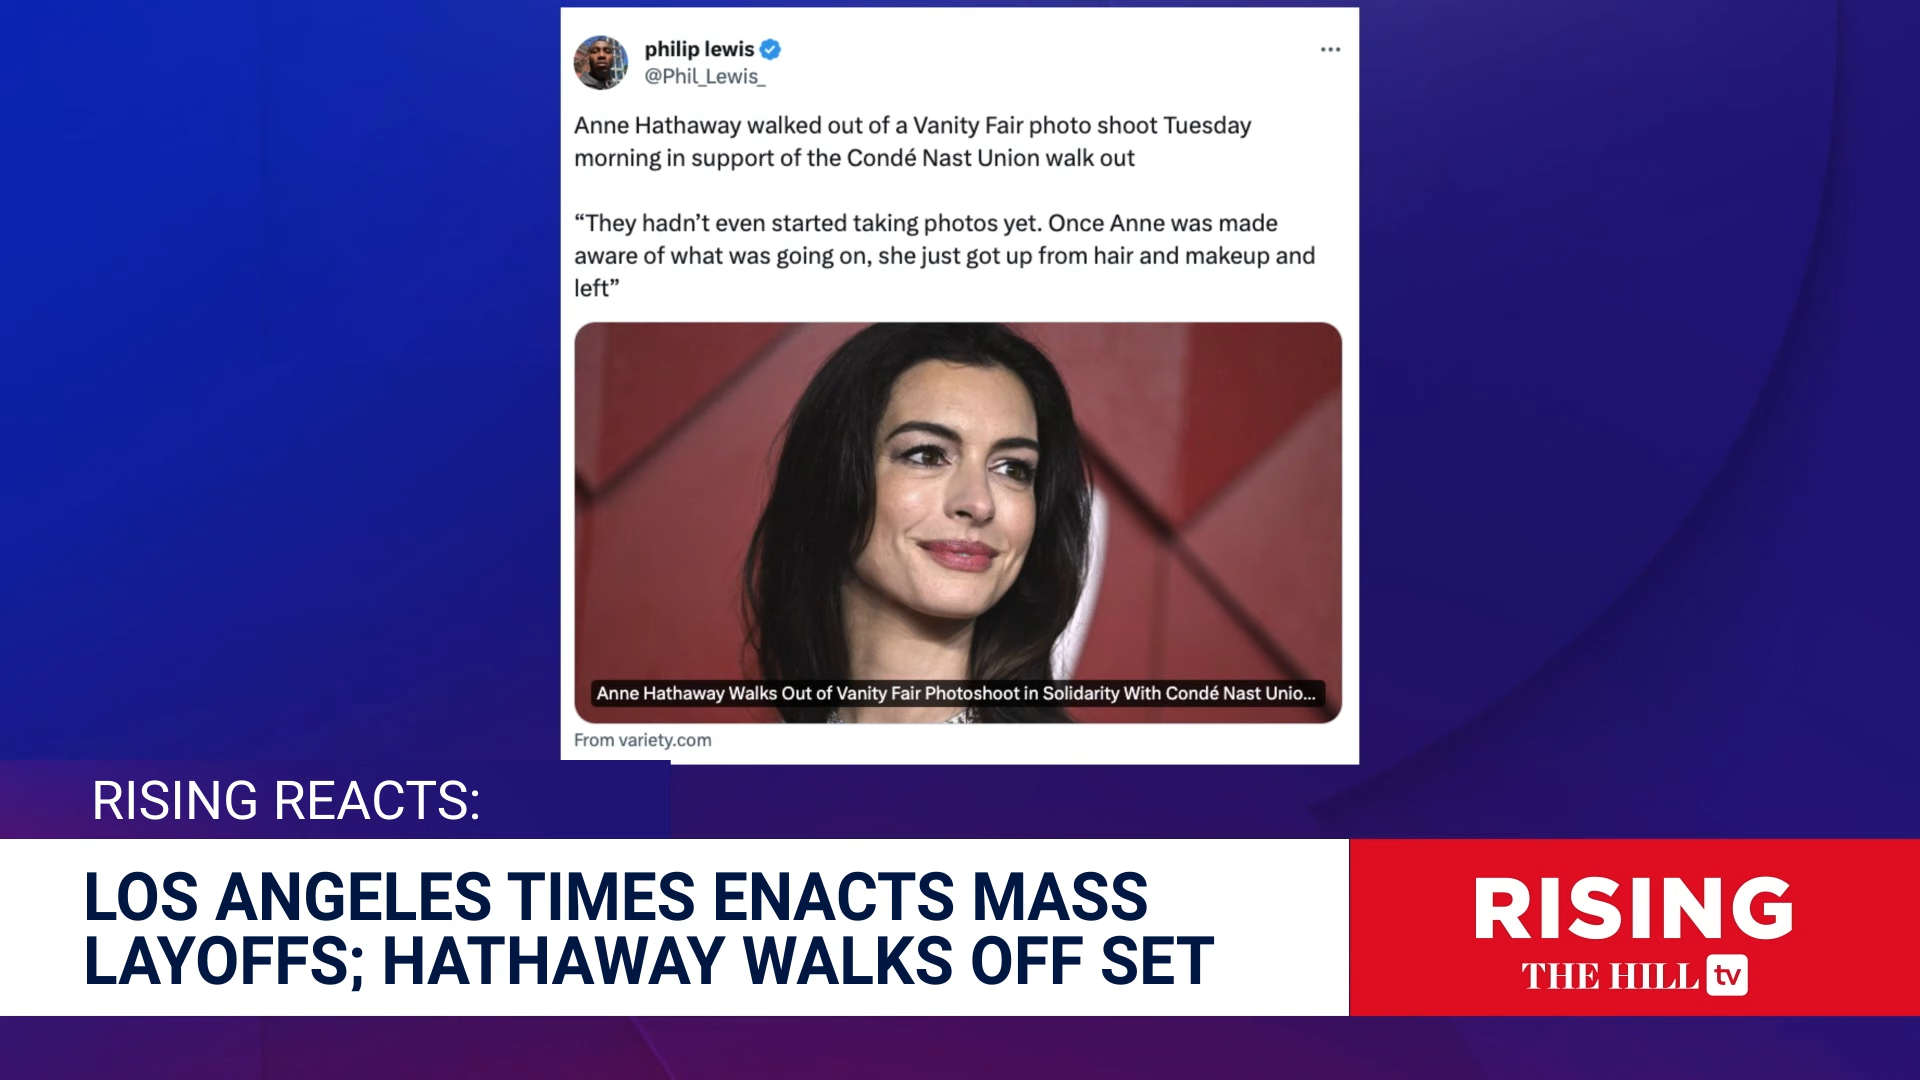 philip lewis
@Phil_Lewis_
Anne Hathaway walked out of a Vanity Fair photo shoot Tuesday
morning in support of the Condé Nast Union walk out
“They hadn’t even started taking photos yet. Once Anne was made
aware of what was going on, she just got up from hair and makeup and
left”
Anne Hathaway Walks Out of Vanity Fair Photoshoot in Solidarity With Condé Nast Unio...
From variety.com
RISING REACTS:
LOS ANGELES TIMES ENACTS MASS
LAYOFFS; HATHAWAY WALKS OFF SET
RISING
THE HILL tv